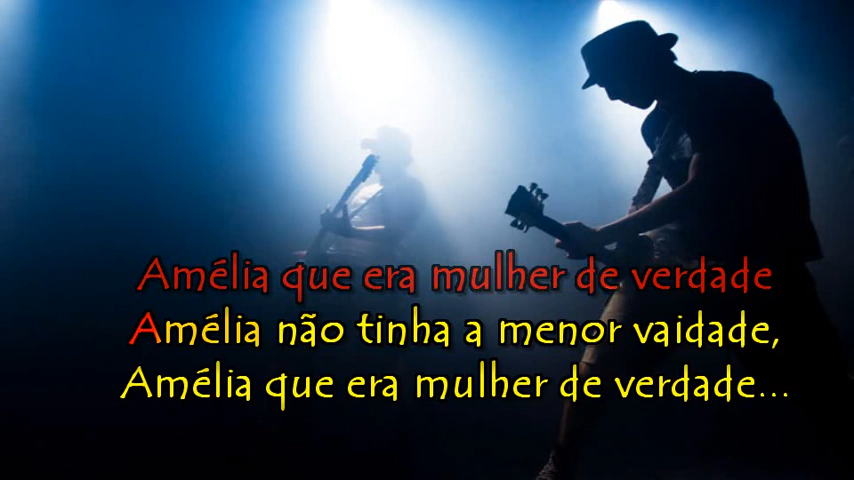 Amélia que era mulher de verdade
Amélia não tinha a menor vaidade,
Amélia que era mulher de verdade...